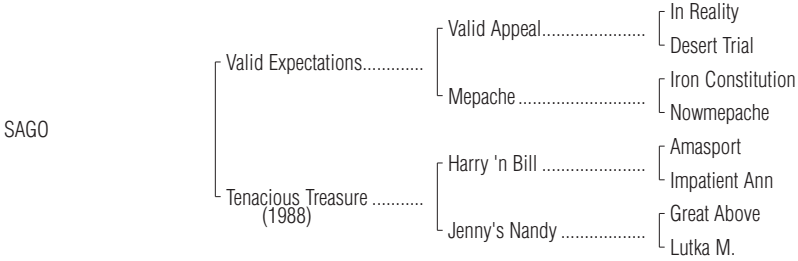 In Reality
Valid Appeal......................
Desert Trial
Valid Expectations.............
Iron Constitution
Mepache...........................
Nowmepache
SAGO
Amasport
Harry 'n Bill ......................
Impatient Ann
Tenacious Treasure ...........
(1988)
Great Above
Jenny's Nandy ..................
Lutka M.